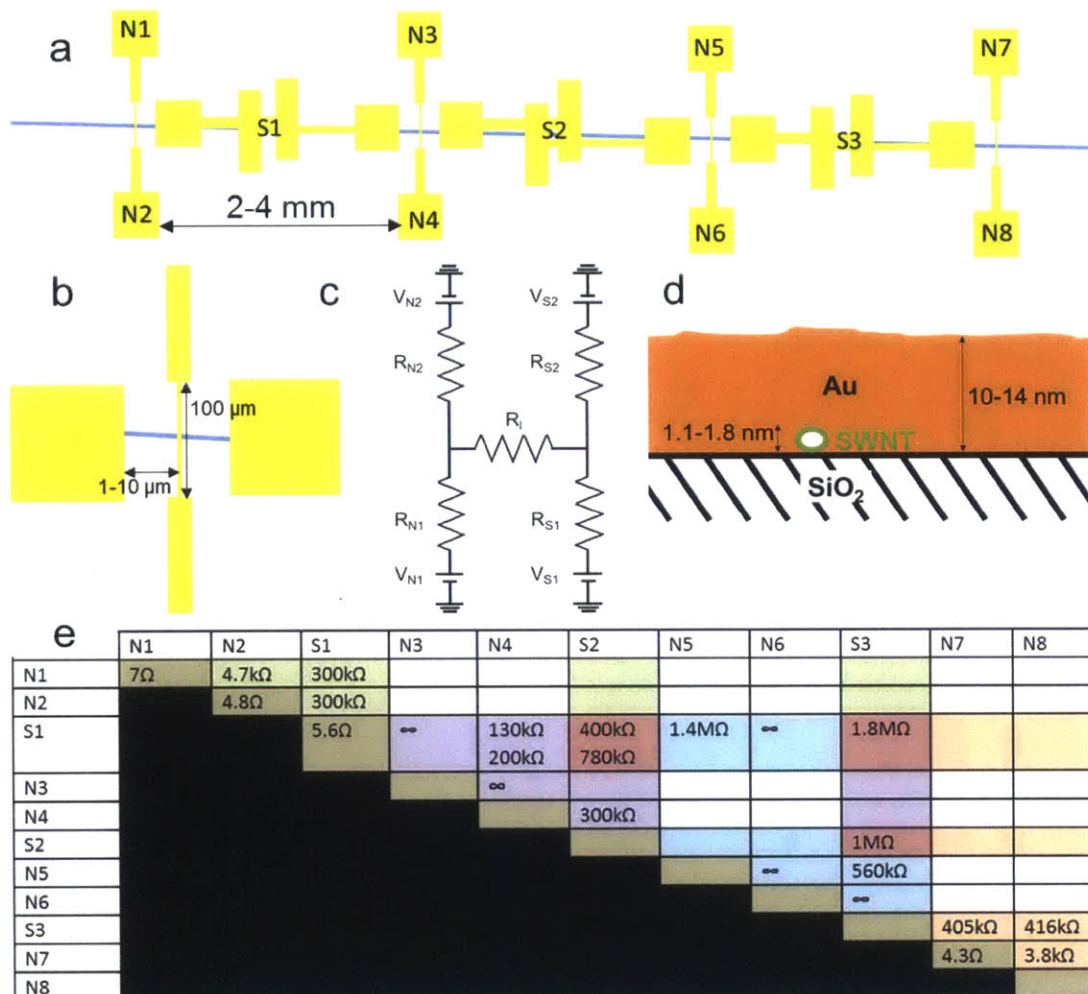 a
N1 N3 N5 N7
S1 S2 S3
N2 N4 N6 N8
2-4 mm
b
100 µm
1-10 µm
c
V_N2 V_S2
R_N2 R_S2
R_I
R_N1 R_S1
V_N1 V_S1
d
Au
10-14 nm
1.1-1.8 nm
SWNT
SiO₂
e
N1 N2 S1 N3 N4 S2 N5 N6 S3 N7 N8
N1 7Ω 4.7kΩ 300kΩ
N2 4.8Ω 300kΩ
S1 5.6Ω ∞ 130kΩ 400kΩ 1.4MΩ ∞ 1.8MΩ
200kΩ 780kΩ
N3 ∞
N4 300kΩ
S2 1MΩ
N5 ∞ 560kΩ
N6 ∞
S3 405kΩ 416kΩ
N7 4.3Ω 3.8kΩ
N8